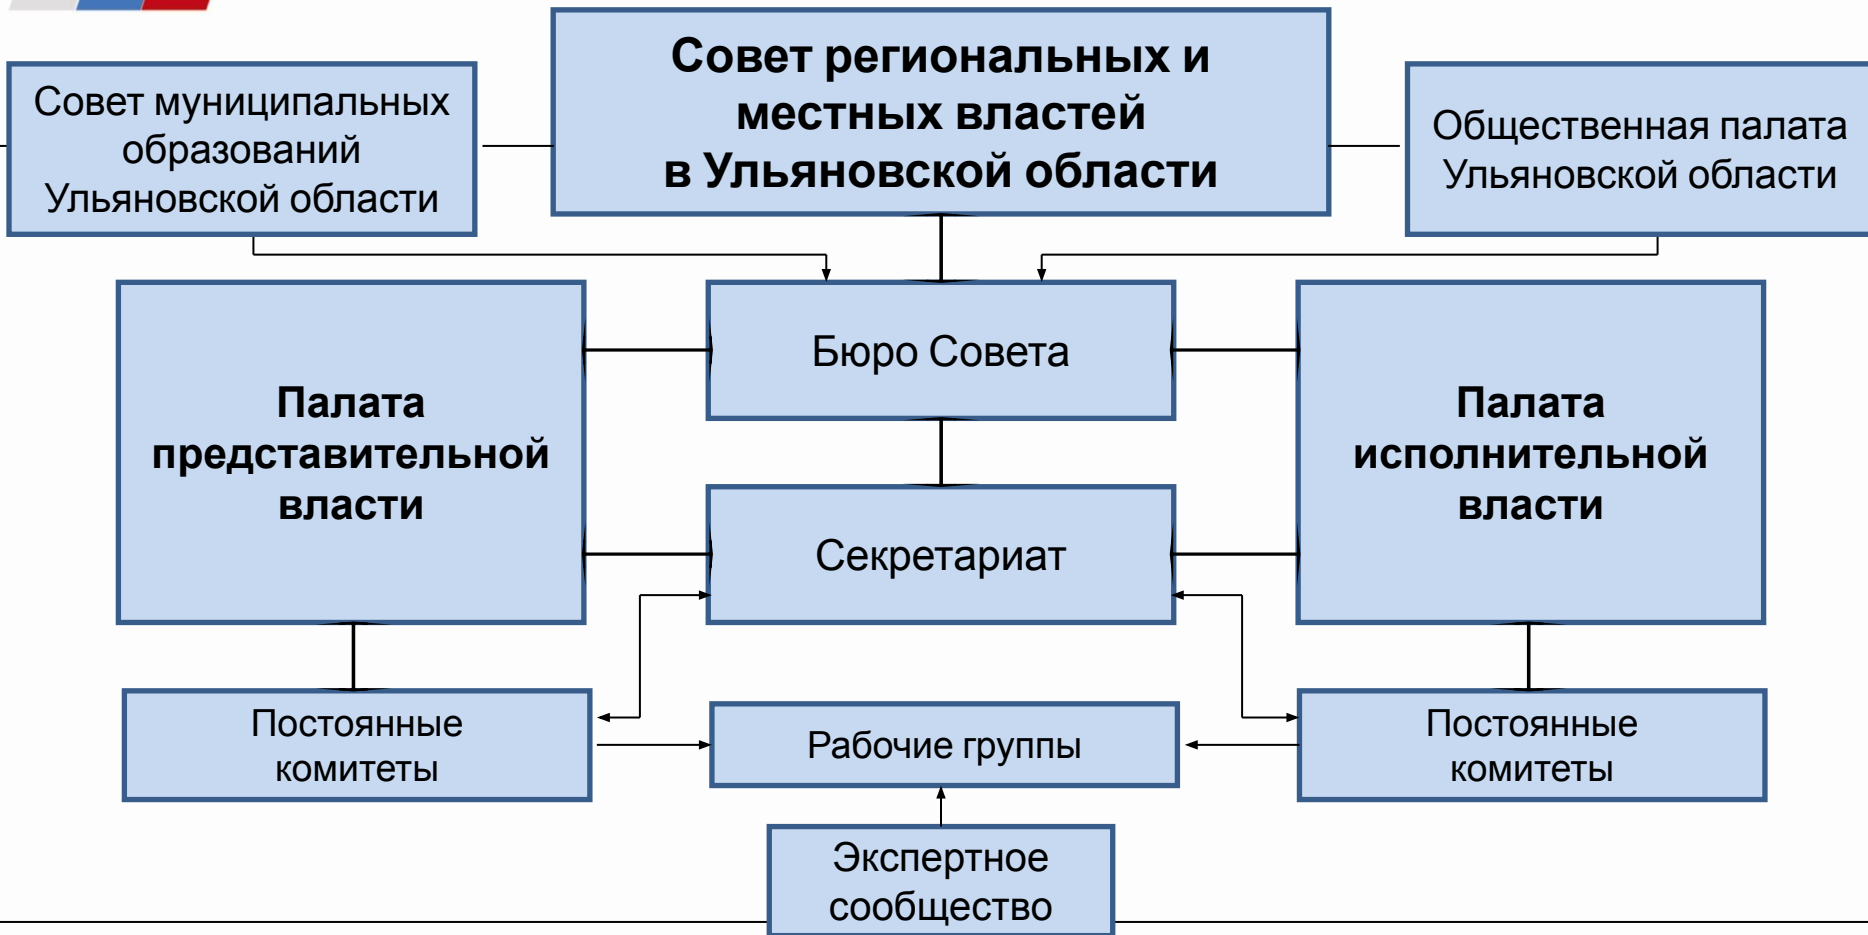 Совет региональных и
местных властей
в Ульяновской области
Совет муниципальных
образований
Ульяновской области
Общественная палата
Ульяновской области
Палата
представительной
власти
Бюро Совета
Палата
исполнительной
власти
Секретариат
Постоянные
комитеты
Рабочие группы
Постоянные
комитеты
Экспертное
сообщество